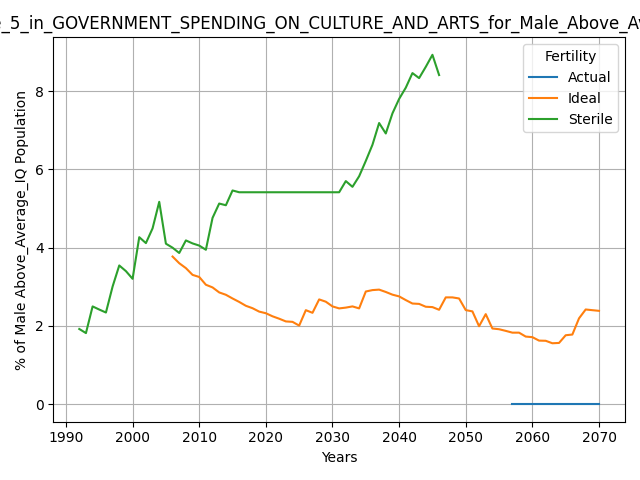 _5_in_GOVERNMENT_SPENDING_ON_CULTURE_AND_ARTS_for_Male_Above_Av
Fertility
Actual
Ideal
Sterile
% of Male Above_Average_IQ Population
8
6
4
2
0
1990 2000 2010 2020 2030 2040 2050 2060 2070
Years